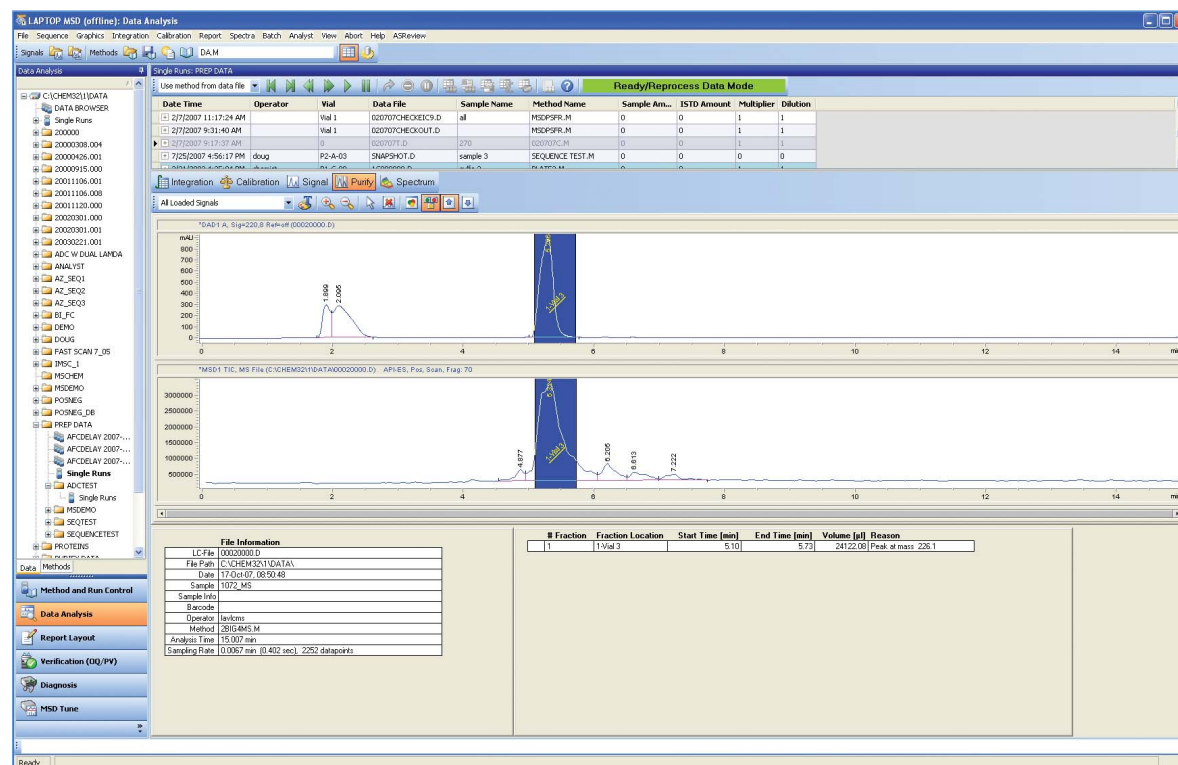 LAPTOP MSD (offline): Data Analysis
File Sequence Graphics Integration Calibration Report Spectra Batch Analyst View Abort Help ASReview
Signals Methods DA.M
Data Analysis
Single Runs: PREP DATA
Use method from data file Ready/Reprocess Data Mode
Date Time Operator Vial Data File Sample Name Method Name Sample Am... ISTD Amount Multiplier Dilution
2/7/2007 11:17:24 AM Vial 1 020707CHECKEIC9.D all MSDPSFR.M 0 0 1 1
2/7/2007 9:31:40 AM Vial 1 020707CHECKOUT.D MSDPSFR.M 0 0 1 1
2/7/2007 9:17:37 AM 0 020707T.D 270 020707C.M 0 0 1 1
7/25/2007 4:56:17 PM doug P2-A-03 SNAPSHOT.D sample 3 SEQUENCE TEST.M 0 0 0 0
Integration Calibration Signal Purify Spectrum
All Loaded Signals
C:\CHEM32\1\DATA
DATA BROWSER
Single Runs
200000
20000308.004
20000426.001
20000915.000
20011106.001
20011106.008
20011120.000
20020301.000
20020301.001
20030221.001
ADC W DUAL LAMDA
ANALYST
AZ_SEQ1
AZ_SEQ2
AZ_SEQ3
BI_FC
DEMO
DOUG
FAST SCAN 7_05
IMSC_1
MSCHEM
MSDEMO
POSNEG
POSNEG_DB
PREP DATA
AFCDELAY 2007-...
AFCDELAY 2007-...
AFCDELAY 2007-...
Single Runs
ADCTEST
Single Runs
MSDEMO
SEQTEST
SEQUENCETEST
PROTEINS
Data Methods
Method and Run Control
Data Analysis
Report Layout
Verification (OQ/PV)
Diagnosis
MSD Tune
*DAD1 A, Sig=220,8 Ref=off (00020000.D)
mAU
800
700
600
500
400
300
200
100
0
1.899
2.095
1-Vial 3
0 2 4 6 8 10 12 14
*MSD1 TIC, MS File (C:\CHEM32\1\DATA\00020000.D) API-ES, Pos, Scan, Frag: 70
3000000
2500000
2000000
1500000
1000000
500000
4.877
1-Vial 3
6.205
6.613
7.222
0 2 4 6 8 10 12 14
File Information
LC-File 00020000.D
File Path C:\CHEM32\1\DATA\
Date 17-Oct-07, 08:50:48
Sample 1072_MS
Sample Info
Barcode
Operator lavlcms
Method 2BIG4MS.M
Analysis Time 15.007 min
Sampling Rate 0.0067 min (0.402 sec), 2252 datapoints
# Fraction Fraction Location Start Time [min] End Time [min] Volume [µl] Reason
1 1-Vial 3 5.10 5.73 24122.08 Peak at mass 226.1
Ready